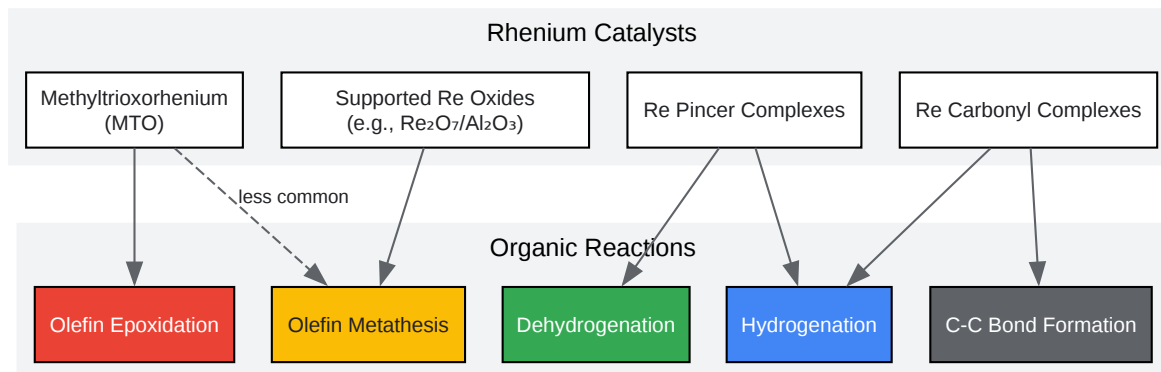 Rhenium Catalysts
Methyltrioxorhenium
(MTO)
Supported Re Oxides
(e.g., Re₂O₇/Al₂O₃)
Re Pincer Complexes
Re Carbonyl Complexes
less common
Organic Reactions
Olefin Epoxidation
Olefin Metathesis
Dehydrogenation
Hydrogenation
C-C Bond Formation